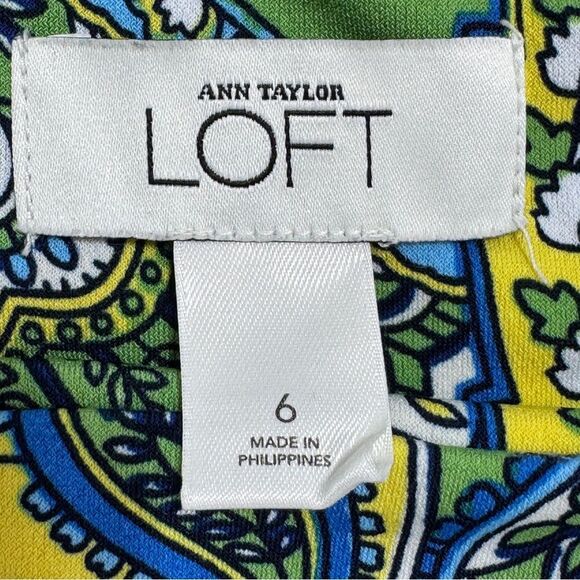 ANN TAYLOR
LOFT
6
MADE IN
PHILIPPINES